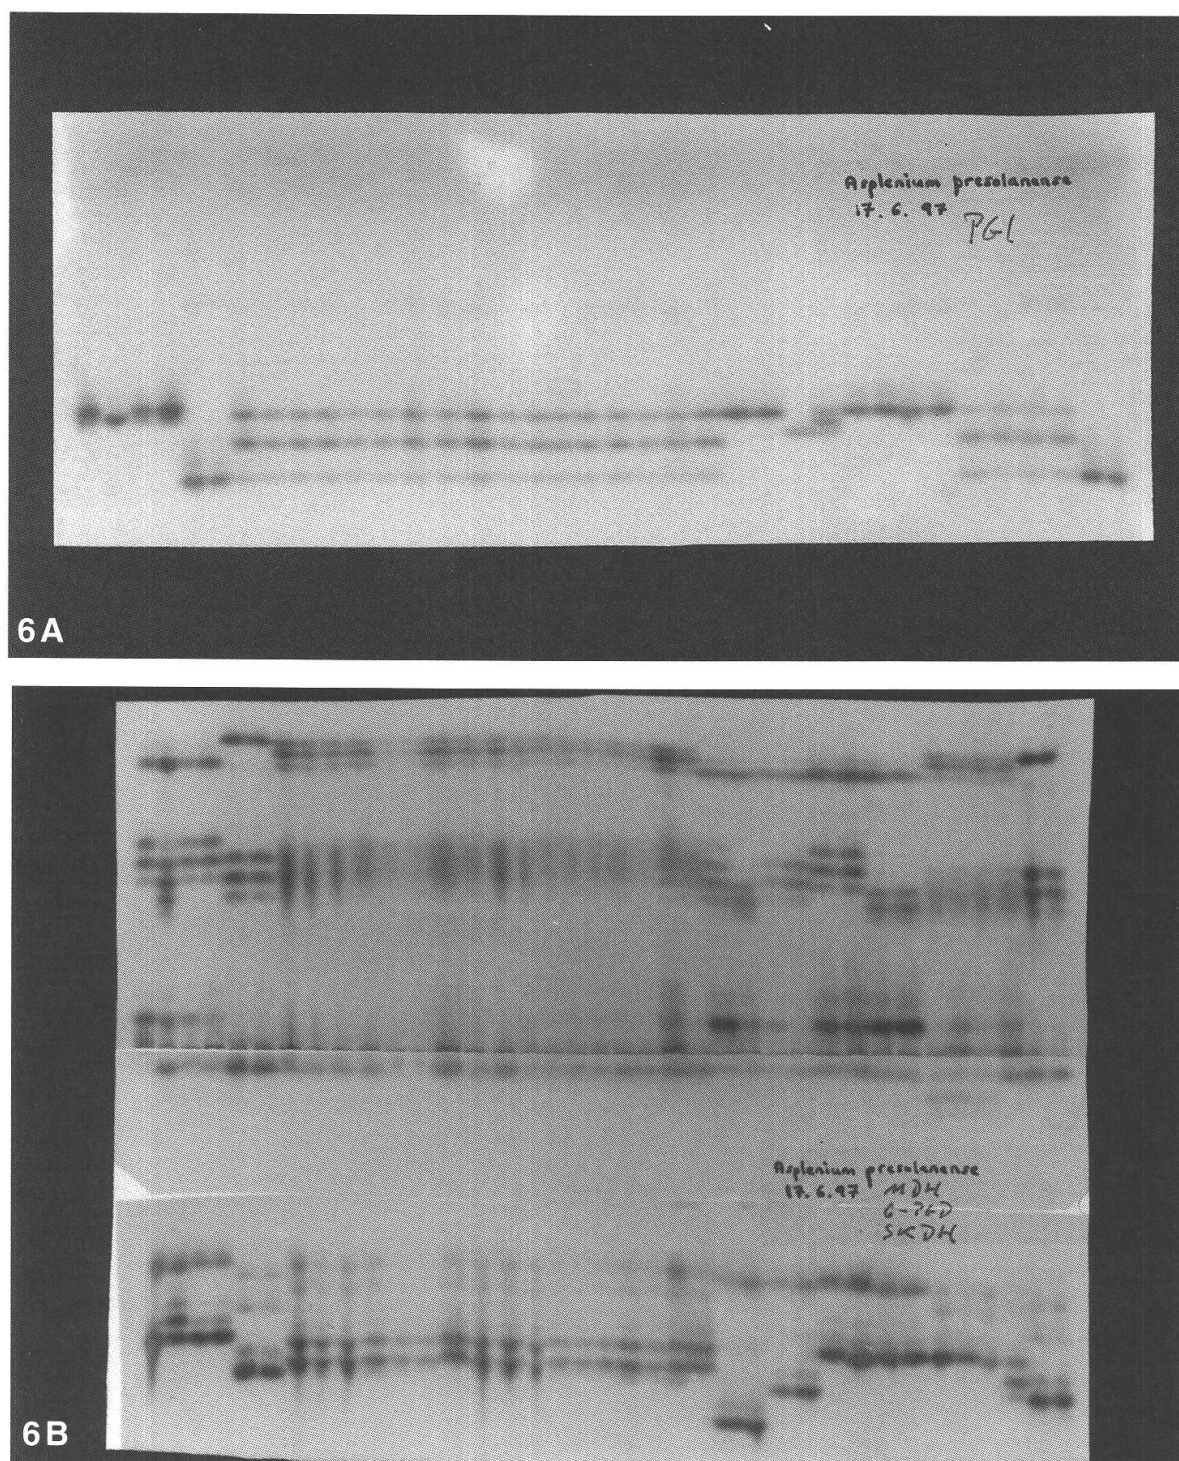 Asplenium presolanense
17. 6. 97 PGI
6A
Asplenium presolanense
17.6.97 MDH
6-PGD
SKDH
6B